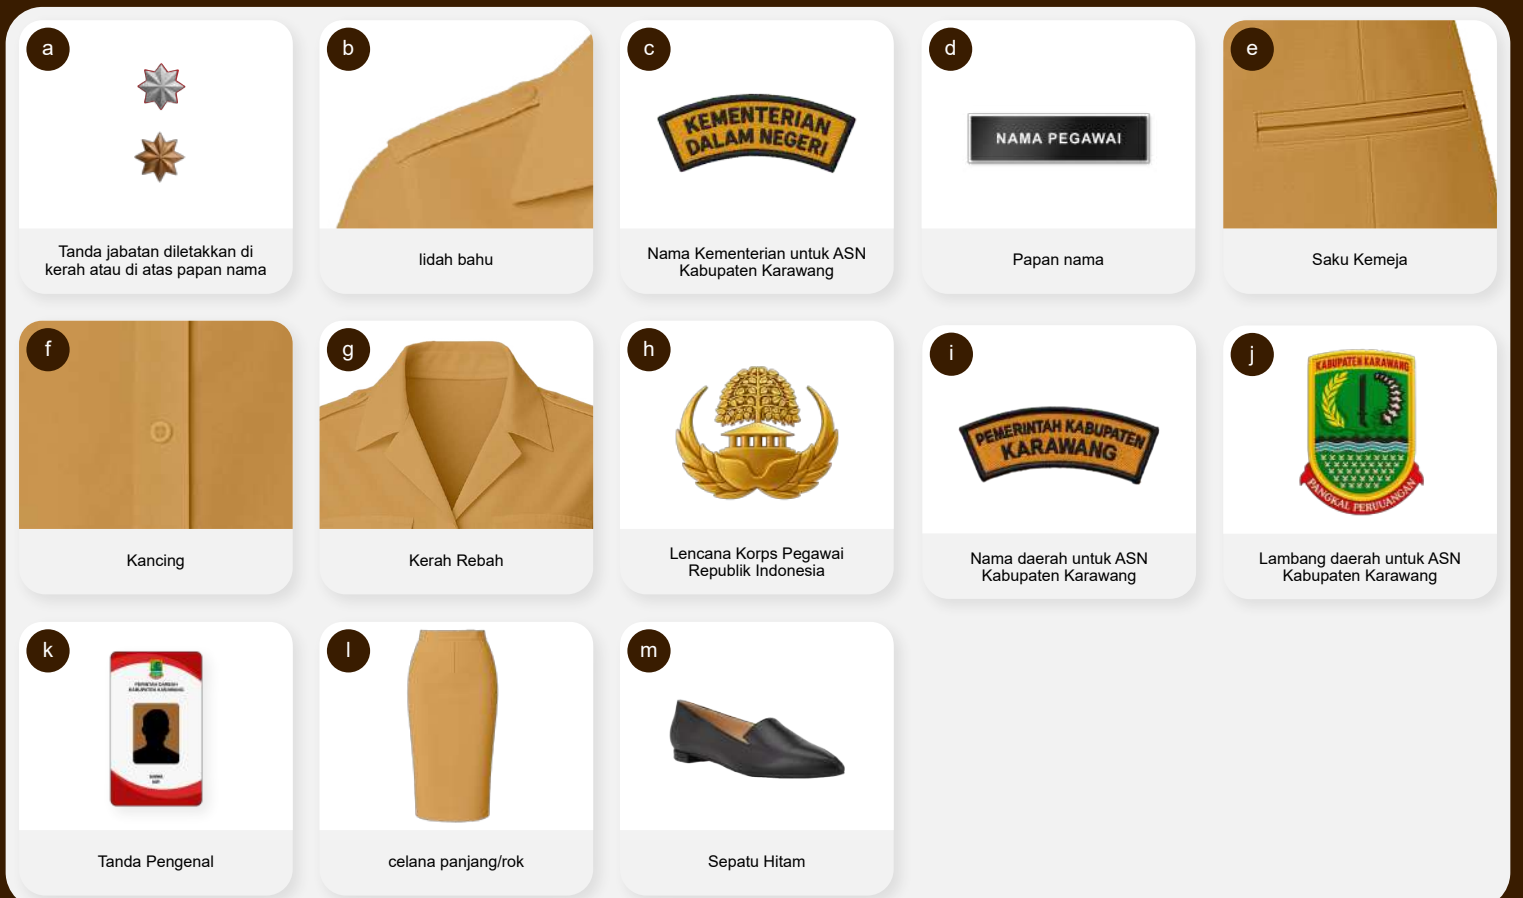 a
Tanda jabatan diletakkan di
kerah atau di atas papan nama
b
lidah bahu
c
KEMENTERIAN
DALAM NEGERI
Nama Kementerian untuk ASN
Kabupaten Karawang
d
NAMA PEGAWAI
Papan nama
e
Saku Kemeja
f
Kancing
g
Kerah Rebah
h
Lencana Korps Pegawai
Republik Indonesia
i
PEMERINTAH KABUPATEN
KARAWANG
Nama daerah untuk ASN
Kabupaten Karawang
j
KABUPATEN KARAWANG
PANGKAL PERUUANGAN
Lambang daerah untuk ASN
Kabupaten Karawang
k
KABUPATEN KARAWANG
Tanda Pengenal
l
celana panjang/rok
m
Sepatu Hitam